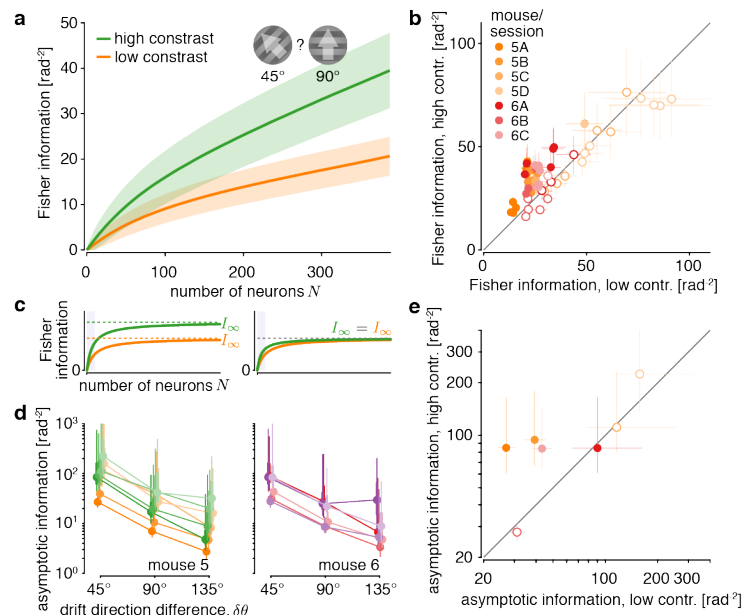 a
50
40
30
20
10
0
Fisher information [rad-2]
high constrast
low constrast
?
45°
90°
0
100
200
300
number of neurons N
b
mouse/
session
5A
5B
5C
5D
6A
6B
6C
100
50
0
Fisher information, high contr. [rad-2]
0
50
100
Fisher information, low contr. [rad-2]
c
Fisher
information
0
I∞
I∞
number of neurons N
0
I∞ = I∞
d
asymptotic information [rad-2]
10³
10²
10¹
10⁰
mouse 5
mouse 6
45°
90°
135°
45°
90°
135°
drift direction difference, δθ
e
asymptotic information, high contr. [rad-2]
300
200
100
20
20
100
200 300
asymptotic information, low contr. [rad-2]